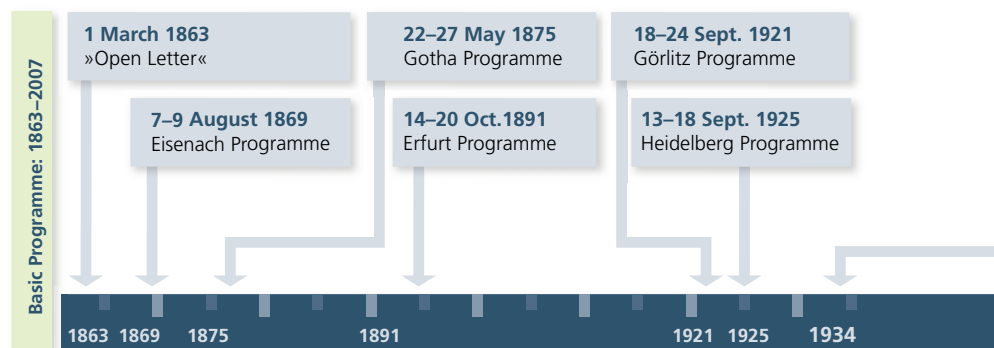 Basic Programme: 1863–2007
1 March 1863
»Open Letter«
22–27 May 1875
Gotha Programme
18–24 Sept. 1921
Görlitz Programme
7–9 August 1869
Eisenach Programme
14–20 Oct.1891
Erfurt Programme
13–18 Sept. 1925
Heidelberg Programme
1863 1869 1875 1891 1921 1925 1934